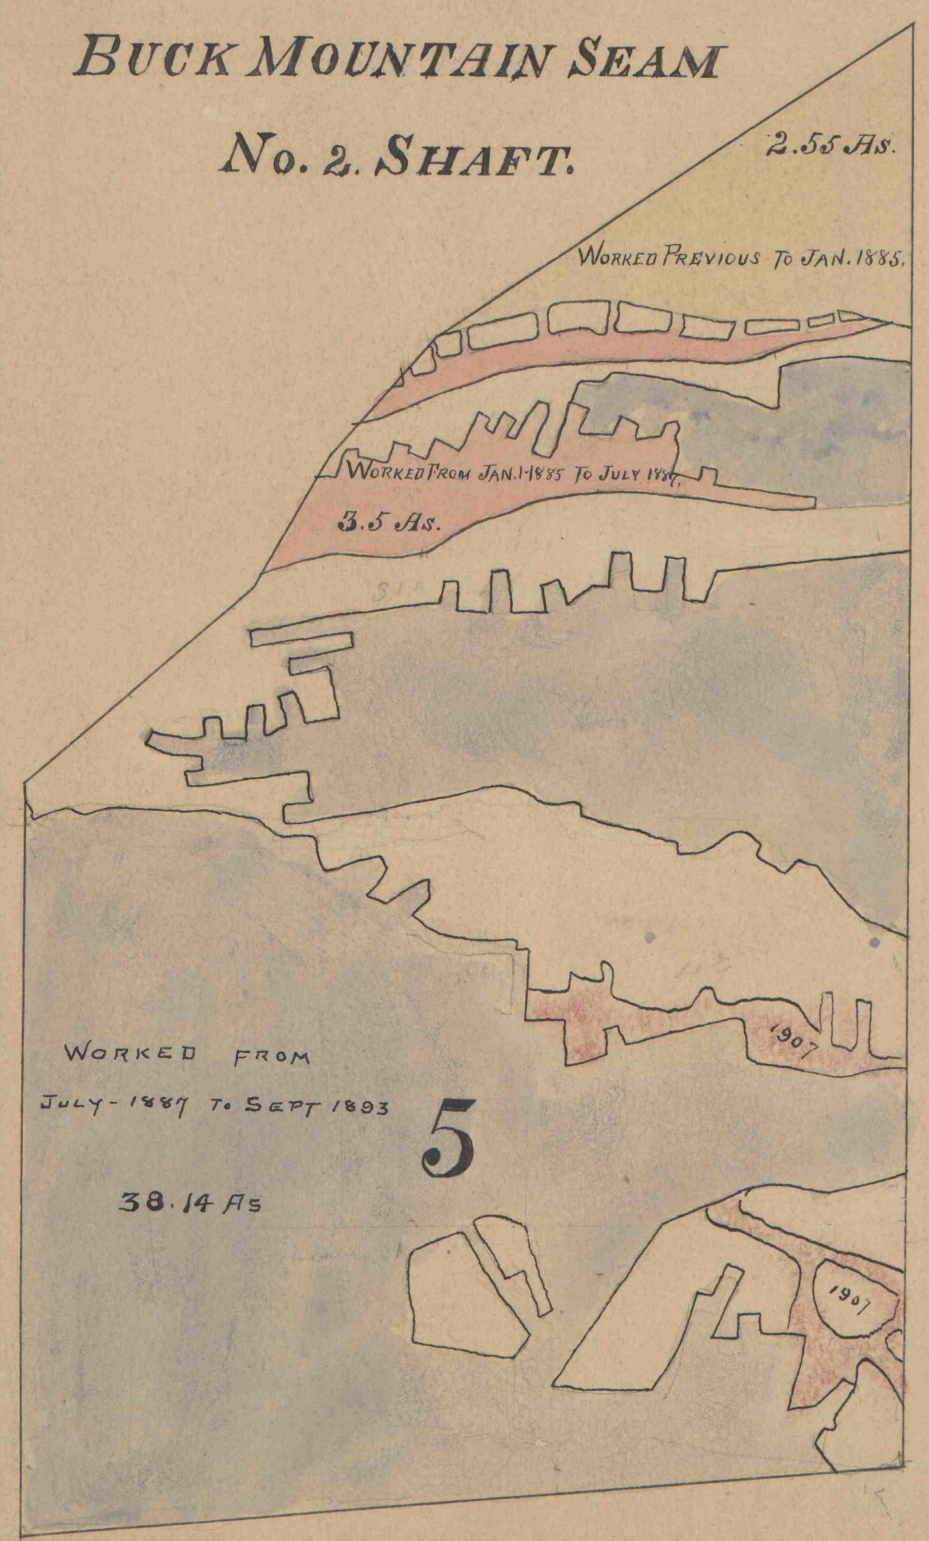 BUCK MOUNTAIN SEAM
No. 2. SHAFT.
2.55 As.
WORKED PREVIOUS TO JAN. 1885.
WORKED FROM JAN. 1-1885 TO JULY 1887.
3.5 As.
1907
WORKED FROM
JULY-1887 To SEPT 1893
5
38.14 As
1907